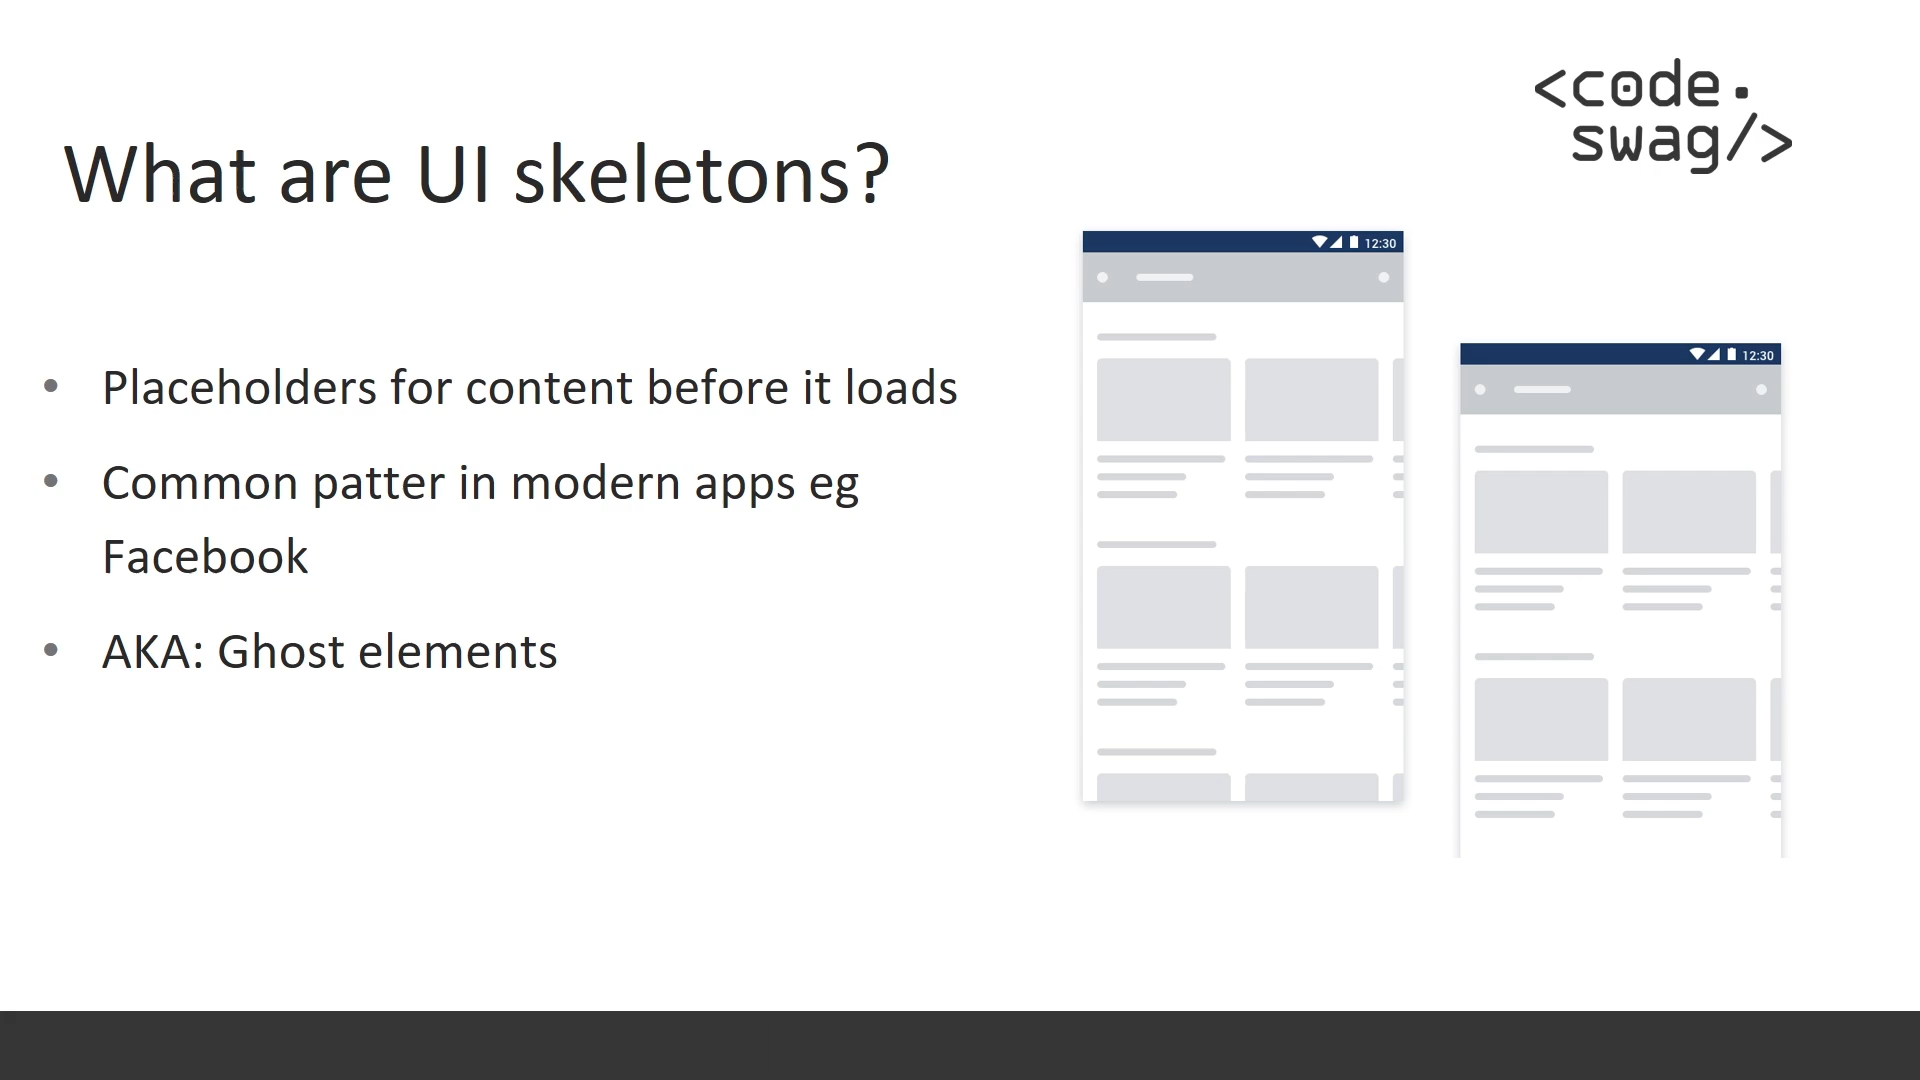 <code.
swag/>
What are UI skeletons?
• Placeholders for content before it loads
• Common patter in modern apps eg
Facebook
• AKA: Ghost elements
12:30
12:30